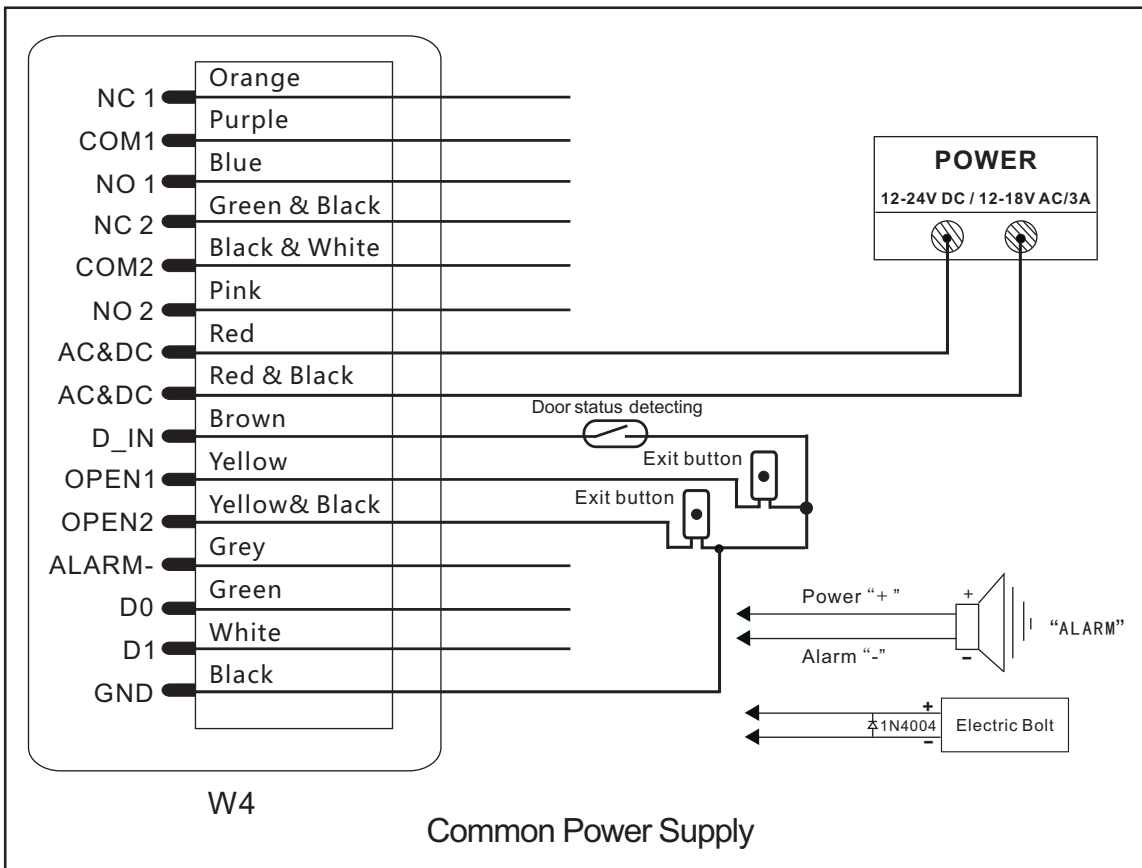 NC 1 Orange
COM1 Purple
NO 1 Blue
NC 2 Green & Black
COM2 Black & White
NO 2 Pink
AC&DC Red
AC&DC Red & Black
D_IN Brown
OPEN1 Yellow
OPEN2 Yellow& Black
ALARM- Grey
D0 Green
D1 White
GND Black
POWER
12-24V DC / 12-18V AC/3A
Door status detecting
Exit button
Exit button
Power “+ ”
+
“ALARM”
Alarm “-”
–
+
1N4004
–
Electric Bolt
W4
Common Power Supply